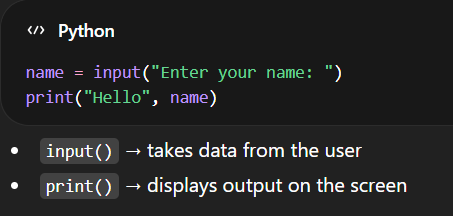 Python
name = input("Enter your name: ")
print("Hello", name)
input() → takes data from the user
print() → displays output on the screen